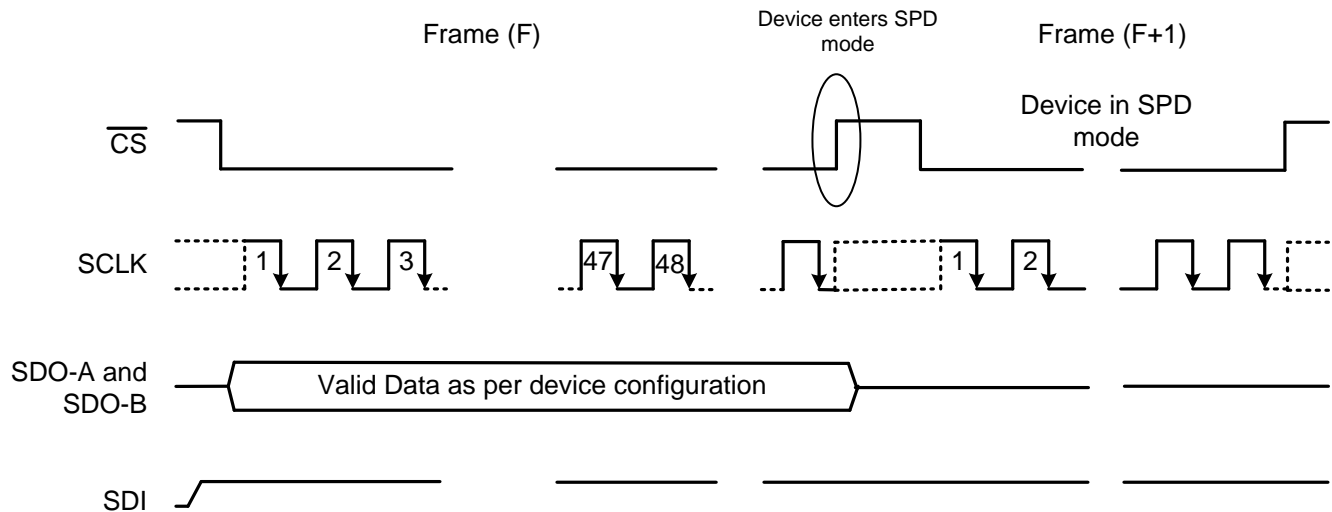 Frame (F)
Device enters SPD
mode
Frame (F+1)
Device in SPD
mode
CS
SCLK
1
2
3
47
48
1
2
SDO-A and
SDO-B
Valid Data as per device configuration
SDI